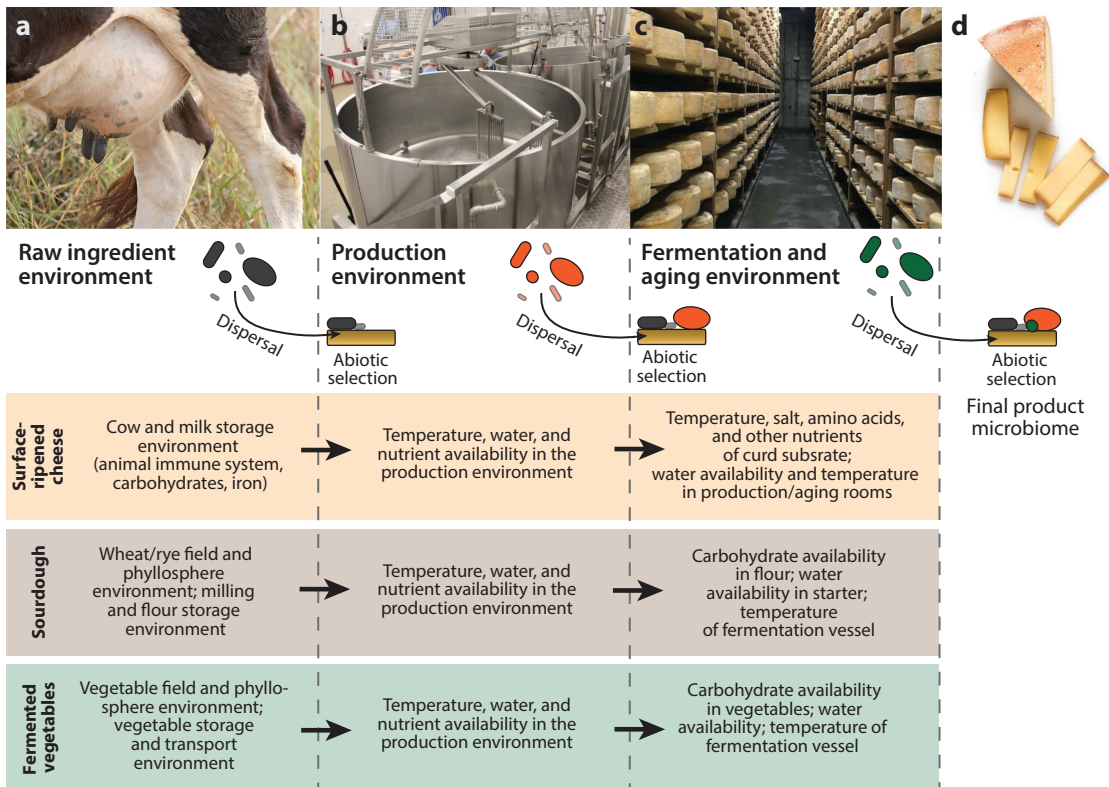 a
b
c
d
Raw ingredient
environment
Dispersal
Production
environment
Abiotic
selection
Dispersal
Fermentation and
aging environment
Abiotic
selection
Dispersal
Abiotic
selection
Final product
microbiome
Surface-
ripened
cheese
Cow and milk storage
environment
(animal immune system,
carbohydrates, iron)
Temperature, water, and
nutrient availability in the
production environment
Temperature, salt, amino acids,
and other nutrients
of curd subsrate;
water availability and temperature
in production/aging rooms
Sourdough
Wheat/rye field and
phyllosphere
environment; milling
and flour storage
environment
Temperature, water, and
nutrient availability in the
production environment
Carbohydrate availability
in flour; water
availability in starter;
temperature
of fermentation vessel
Fermented
vegetables
Vegetable field and phyllo-
sphere environment;
vegetable storage
and transport
environment
Temperature, water, and
nutrient availability in the
production environment
Carbohydrate availability
in vegetables; water
availability; temperature of
fermentation vessel